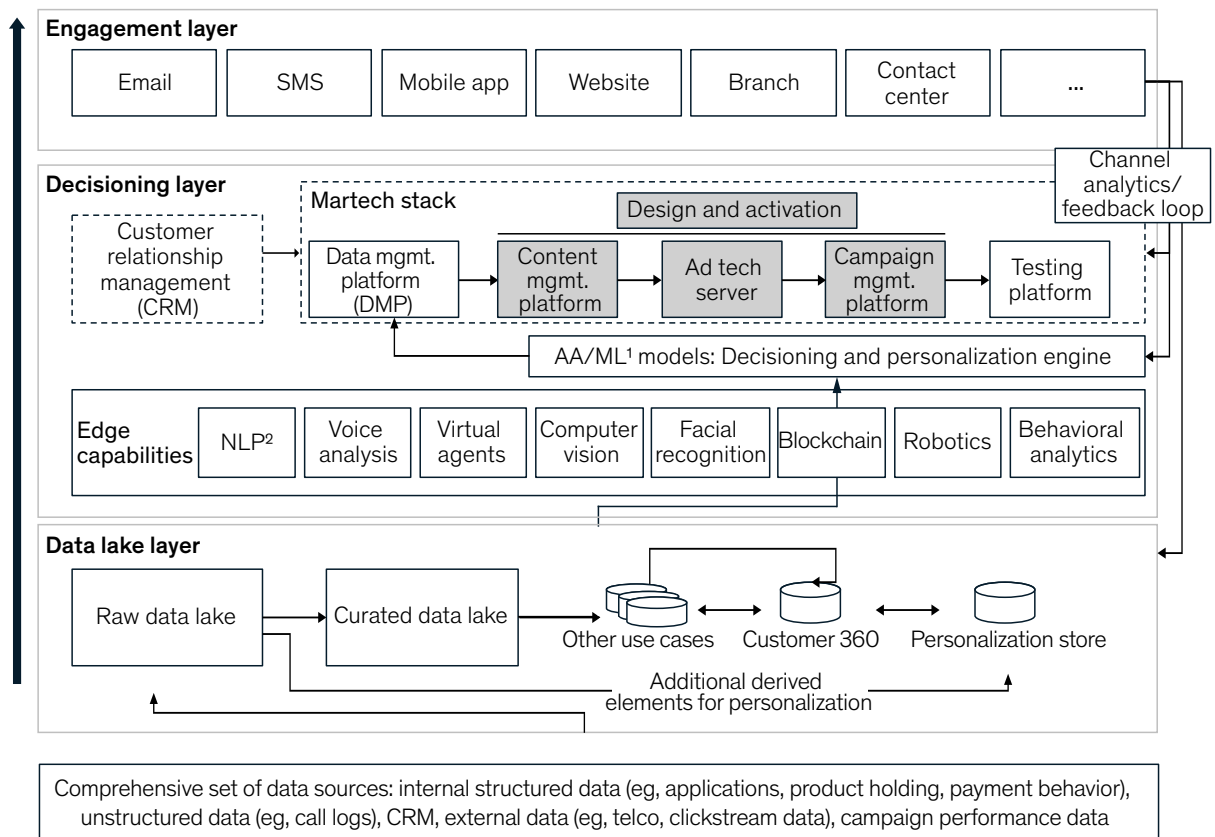 Engagement layer
Email
SMS
Mobile app
Website
Branch
Contact
center
...
Channel
analytics/
feedback loop
Decisioning layer
Martech stack
Design and activation
Customer
relationship
management
(CRM)
Data mgmt.
platform
(DMP)
Content
mgmt.
platform
Ad tech
server
Campaign
mgmt.
platform
Testing
platform
AA/ML¹ models: Decisioning and personalization engine
Edge
capabilities
NLP²
Voice
analysis
Virtual
agents
Computer
vision
Facial
recognition
Blockchain
Robotics
Behavioral
analytics
Data lake layer
Raw data lake
Curated data lake
Other use cases
Customer 360
Personalization store
Additional derived
elements for personalization
Comprehensive set of data sources: internal structured data (eg, applications, product holding, payment behavior),
unstructured data (eg, call logs), CRM, external data (eg, telco, clickstream data), campaign performance data